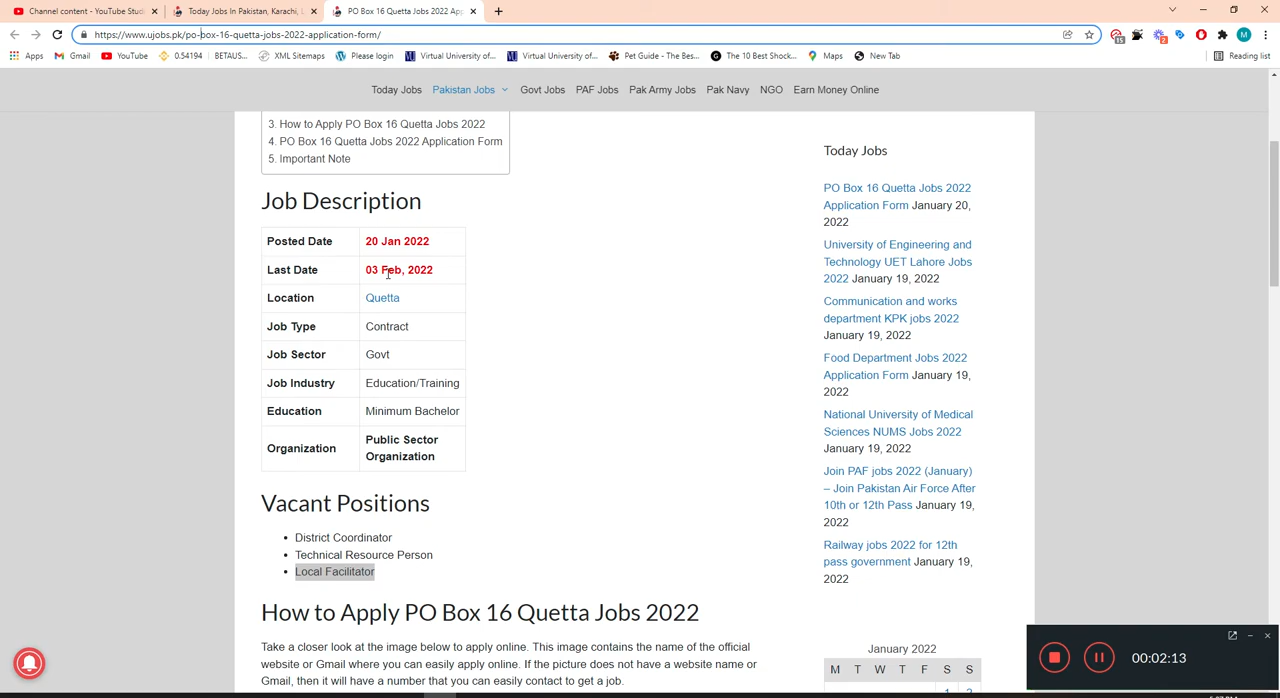 Channel content - YouTube Stud
Today Jobs In Pakistan, Karachi, L
PO Box 16 Quetta Jobs 2022 App
https://www.ujobs.pk/po-box-16-quetta-jobs-2022-application-form/
Apps
Gmail
YouTube
0.54194 | BETAUS...
XML Sitemaps
Please login
Virtual University of...
Virtual University of...
Pet Guide - The Bes...
The 10 Best Shock...
Maps
New Tab
Reading list
Today Jobs
Pakistan Jobs
Govt Jobs
PAF Jobs
Pak Army Jobs
Pak Navy
NGO
Earn Money Online
3. How to Apply PO Box 16 Quetta Jobs 2022
4. PO Box 16 Quetta Jobs 2022 Application Form
5. Important Note
Job Description
Posted Date 20 Jan 2022
Last Date 03 Feb, 2022
Location Quetta
Job Type Contract
Job Sector Govt
Job Industry Education/Training
Education Minimum Bachelor
Organization Public Sector
Organization
Vacant Positions
• District Coordinator
• Technical Resource Person
• Local Facilitator
How to Apply PO Box 16 Quetta Jobs 2022
Take a closer look at the image below to apply online. This image contains the name of the official
website or Gmail where you can easily apply online. If the picture does not have a website name or
Gmail, then it will have a number that you can easily contact to get a job.
Today Jobs
PO Box 16 Quetta Jobs 2022
Application Form January 20,
2022
University of Engineering and
Technology UET Lahore Jobs
2022 January 19, 2022
Communication and works
department KPK jobs 2022
January 19, 2022
Food Department Jobs 2022
Application Form January 19,
2022
National University of Medical
Sciences NUMS Jobs 2022
January 19, 2022
Join PAF jobs 2022 (January)
– Join Pakistan Air Force After
10th or 12th Pass January 19,
2022
Railway jobs 2022 for 12th
pass government January 19,
2022
January 2022
M T W T F S S
1 2
00:02:13